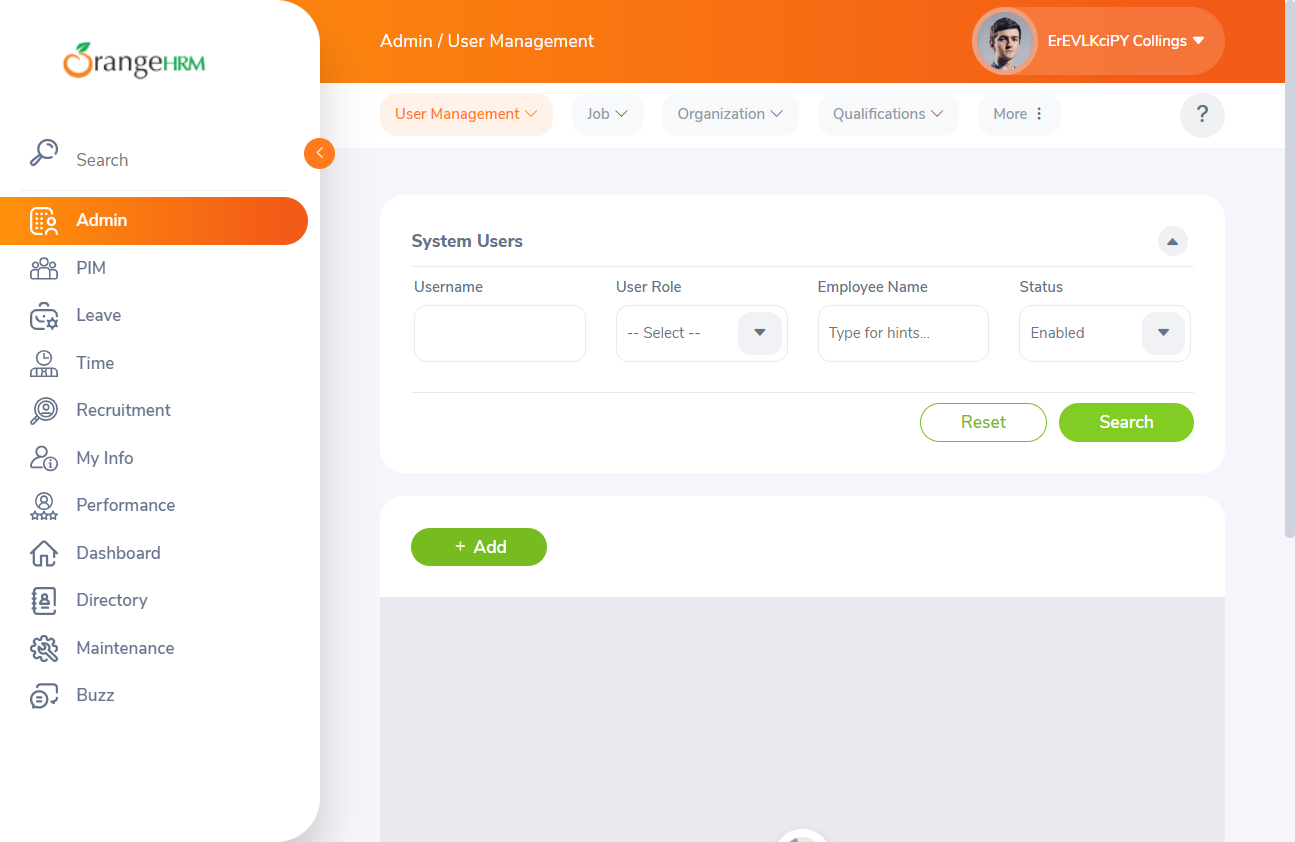 OrangeHRM
Admin / User Management
ErEVLKciPY Collings
User Management
Job
Organization
Qualifications
More
?
Search
Admin
PIM
Leave
Time
Recruitment
My Info
Performance
Dashboard
Directory
Maintenance
Buzz
System Users
Username
User Role
Employee Name
Status
-- Select --
Type for hints...
Enabled
Reset
Search
+ Add